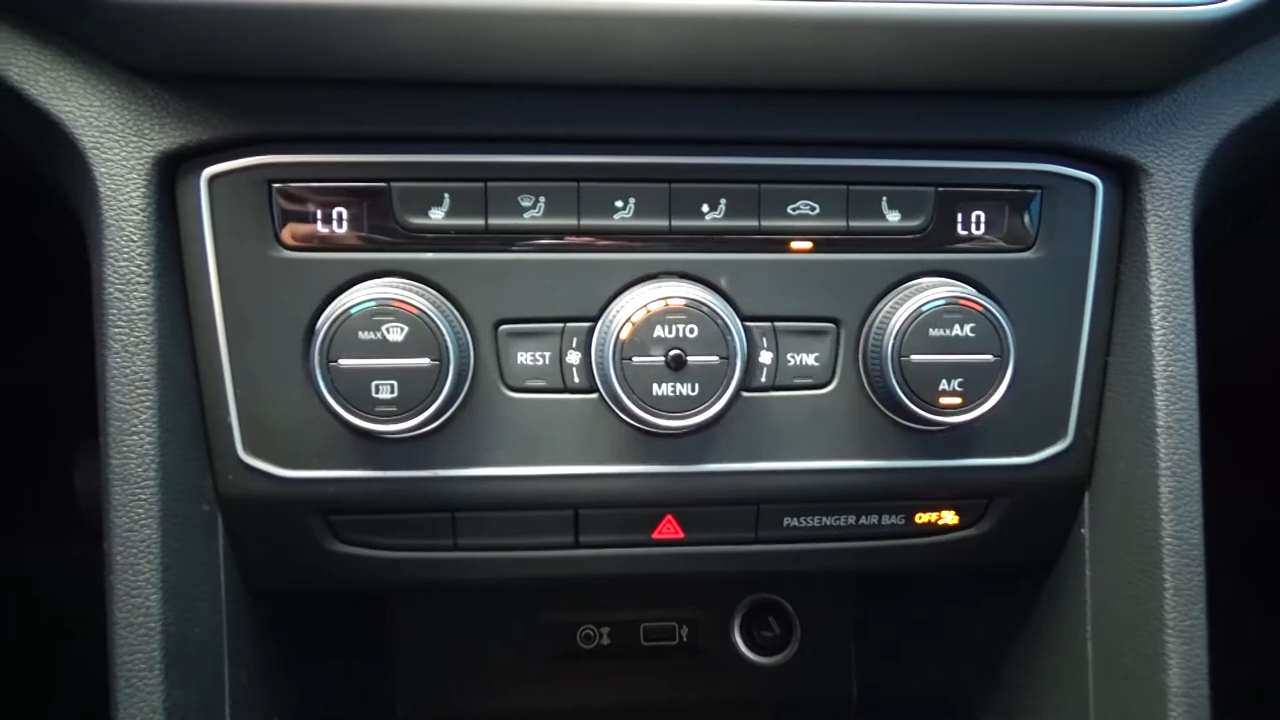 LO
LO
MAX
REST
AUTO
MENU
SYNC
MAX A/C
A/C
PASSENGER AIR BAG OFF